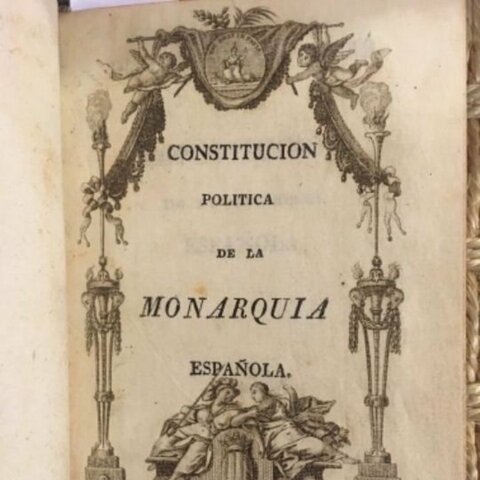 CONSTITUCION
POLITICA
DE LA
MONARQUIA
ESPAÑOLA.